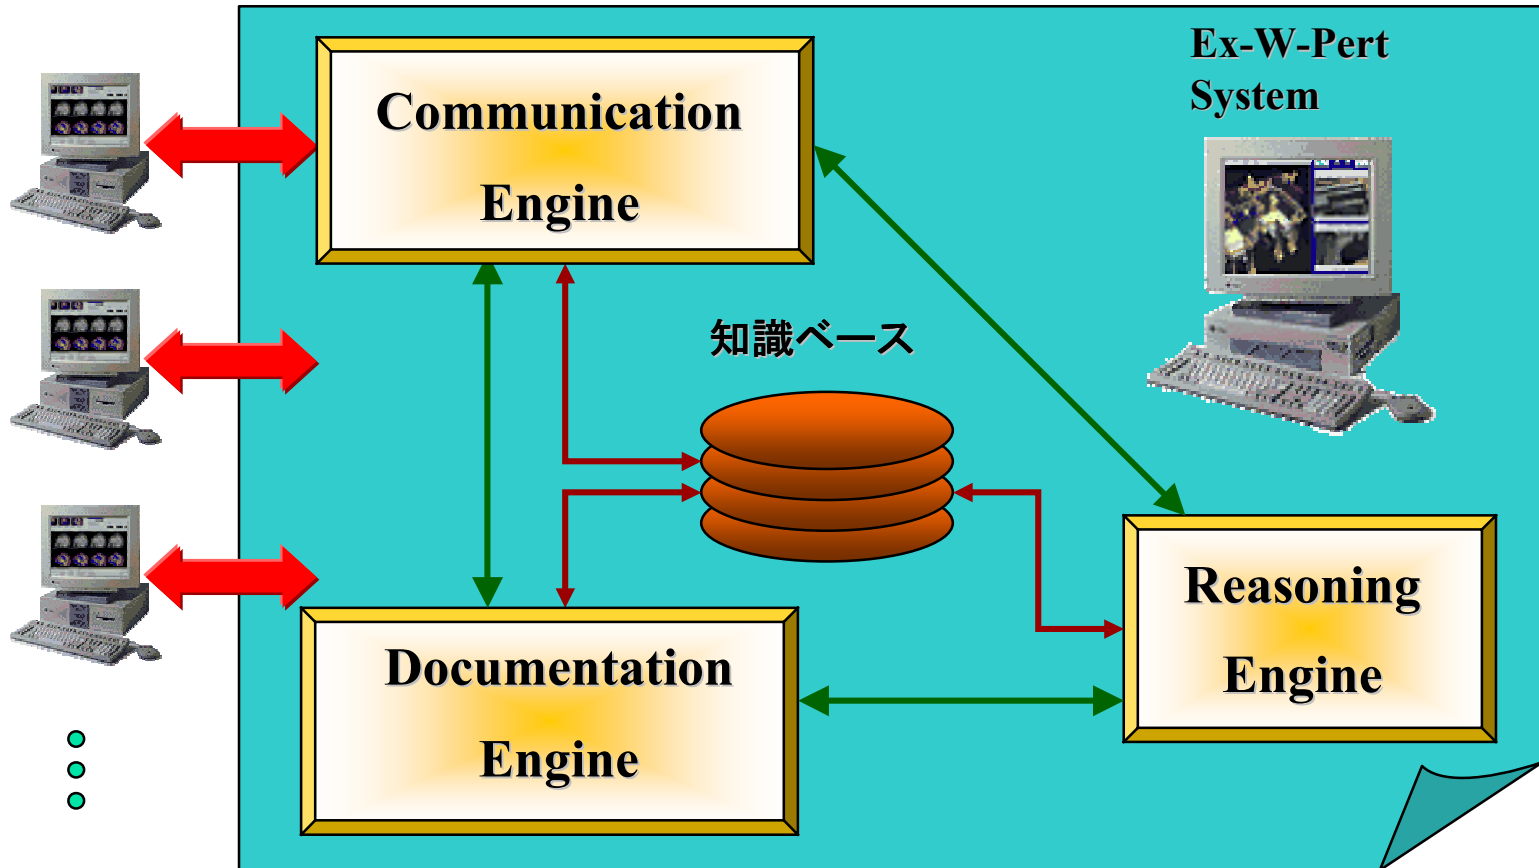 Ex-W-Pert
System
Communication
Engine
知識ベース
Reasoning
Engine
Documentation
Engine